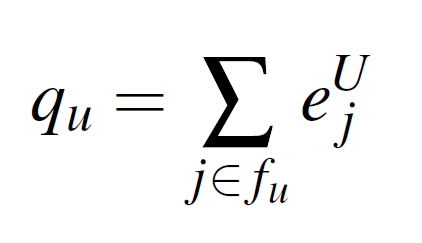 $q_u = \sum_{j \in f_u} e_j^U$